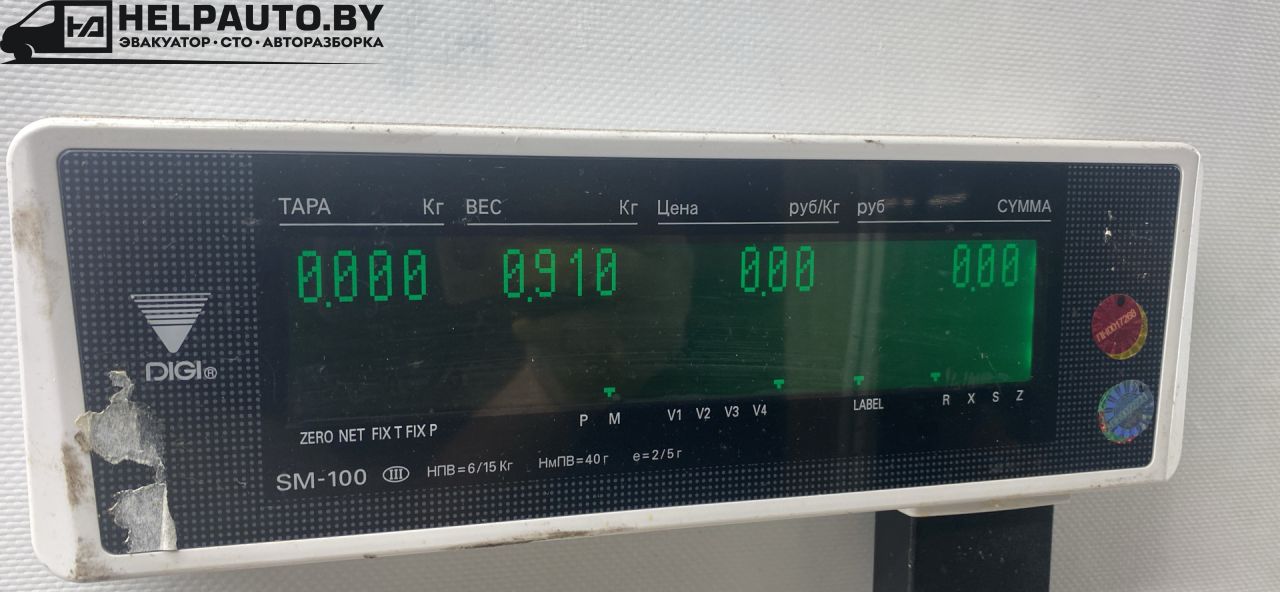 HELPAUTO.BY
ЭВАКУАТОР·СТО·АВТОРАЗБОРКА
ТАРА Кг ВЕС Кг Цена руб/Кг руб СУММА
0.000 0.910 0.00 0.00
DIGI®
P M V1 V2 V3 V4 LABEL R X S Z
ZERO NET FIX T FIX P
SM-100 III НПВ=6/15 Кг НмПВ=40 г e=2/5 г